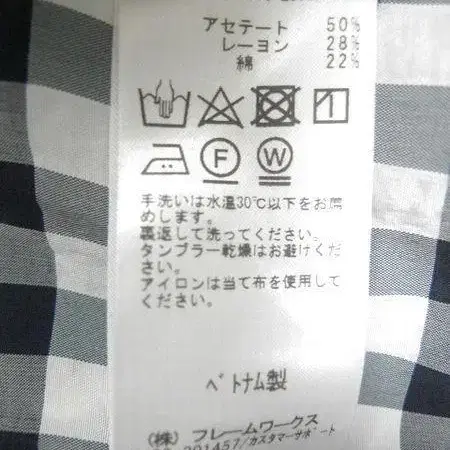 アセテート 50%
レーヨン 28%
綿 22%
F
W
手洗いは水温30℃以下をお薦
めします。
裏返して洗ってください。
タンブラー乾燥はお避けくだ
さい。
アイロンは当て布を使用して
ください。
ベトナム製
(株) フレームワークス
201457/カスタマーサポート